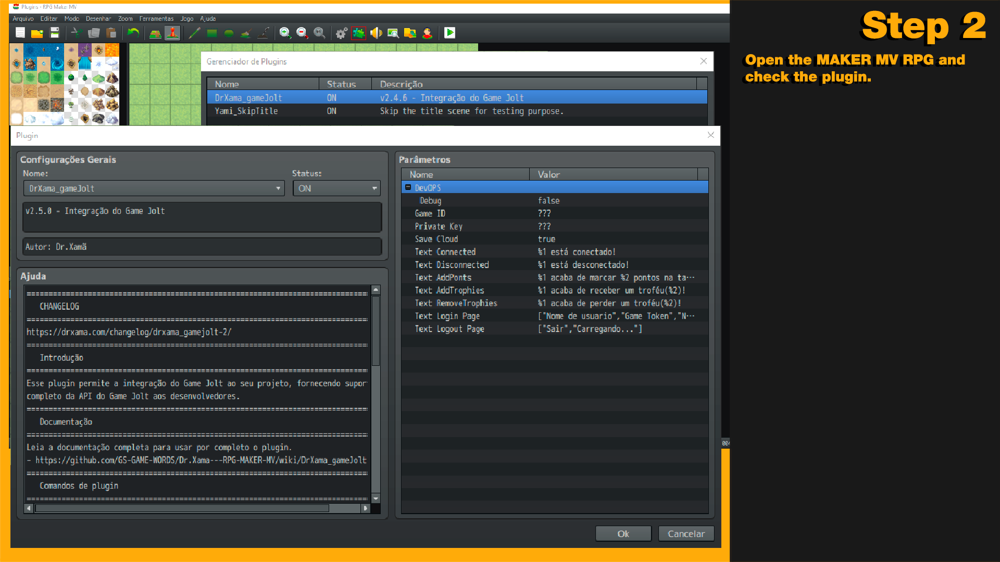 Plugins - RPG Maker MV
Arquivo Editar Modo Desenhar Zoom Ferramentas Jogo Ajuda
1:1
Gerenciador de Plugins
Nome Status Descrição
DrXama_gameJolt ON v2.4.6 - Integração do Game Jolt
Yami_SkipTitle ON Skip the title scene for testing purpose.
Plugin
Configurações Gerais
Nome: Status:
DrXama_gameJolt ON
v2.5.0 - Integração do Game Jolt
Autor: Dr.Xamã
Ajuda
CHANGELOG
https://drxama.com/changelog/drxama_gamejolt-2/
Introdução
Esse plugin permite a integração do Game Jolt ao seu projeto, fornecendo supor
completo da API do Game Jolt aos desenvolvedores.
Documentação
Leia a documentação completa para usar por completo o plugin.
- https://github.com/GS-GAME-WORDS/Dr.Xama---RPG-MAKER-MV/wiki/DrXama_gameJolt
Comandos de plugin
Parâmetros
Nome Valor
DevOPS
Debug false
Game ID ???
Private Key ???
Save Cloud true
Text Connected %1 está conectado!
Text Disconnected %1 está desconectado!
Text AddPonts %1 acaba de marcar %2 pontos na ta...
Text AddTrophies %1 acaba de receber um troféu(%2)!
Text RemoveTrophies %1 acaba de perder um troféu(%2)!
Text Login Page ["Nome de usuario","Game Token","N...
Text Logout Page ["Sair","Carregando..."]
004
Ok Cancelar
Step 2
Open the MAKER MV RPG and
check the plugin.